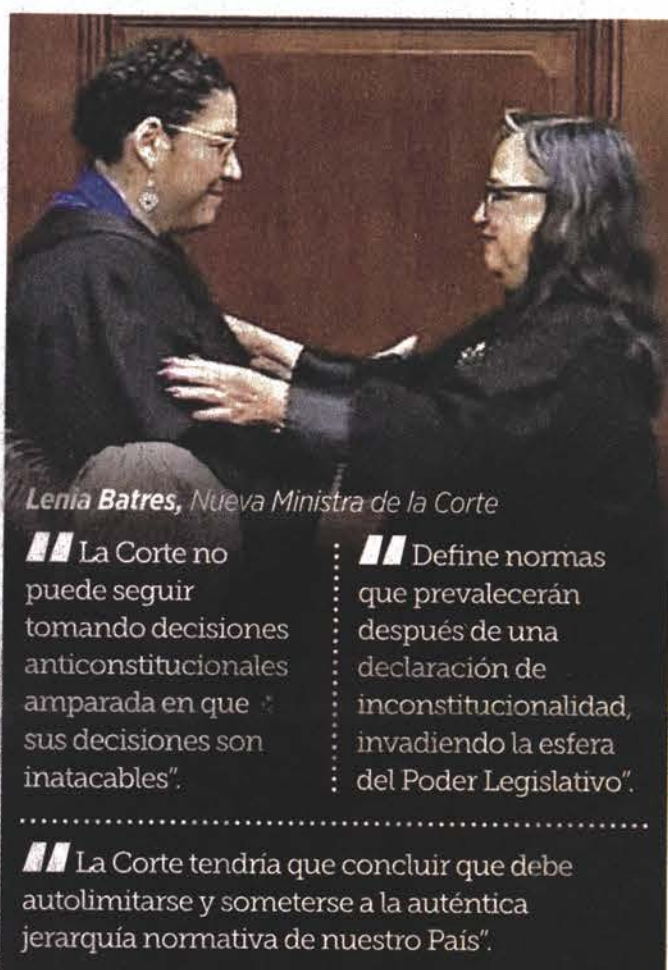 Lenia Batres, Nueva Ministra de la Corte
La Corte no
puede seguir
tomando decisiones
anticonstitucionales
amparada en que
sus decisiones son
inatacables".
Define normas
que prevalecerán
después de una
declaración de
inconstitucionalidad,
invadiendo la esfera
del Poder Legislativo".
La Corte tendría que concluir que debe
autolimitarse y someterse a la auténtica
jerarquía normativa de nuestro País".